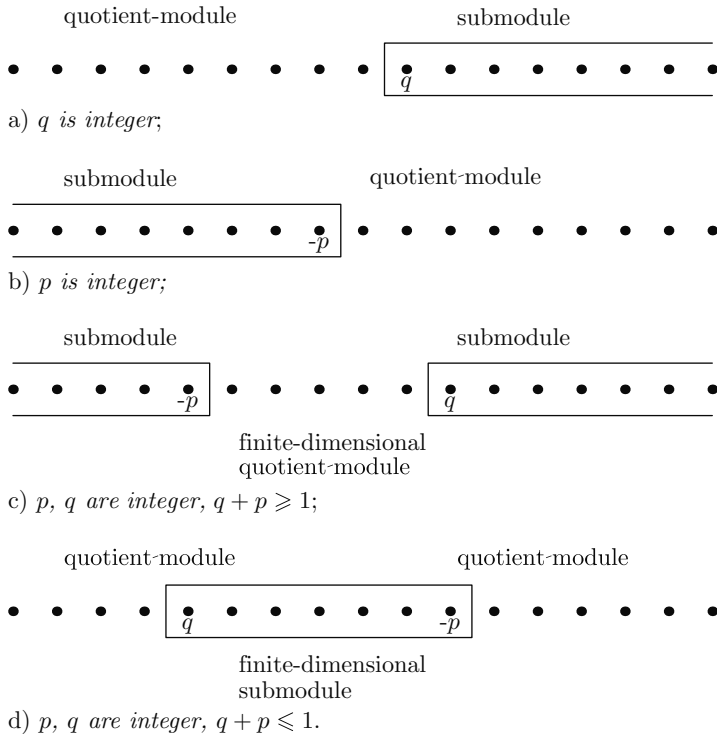 quotient-module submodule
q
a) q is integer;
submodule quotient-module
-p
b) p is integer;
submodule submodule
-p q
finite-dimensional
quotient-module
c) p, q are integer, q + p ⩾ 1;
quotient-module quotient-module
q -p
finite-dimensional
submodule
d) p, q are integer, q + p ⩽ 1.